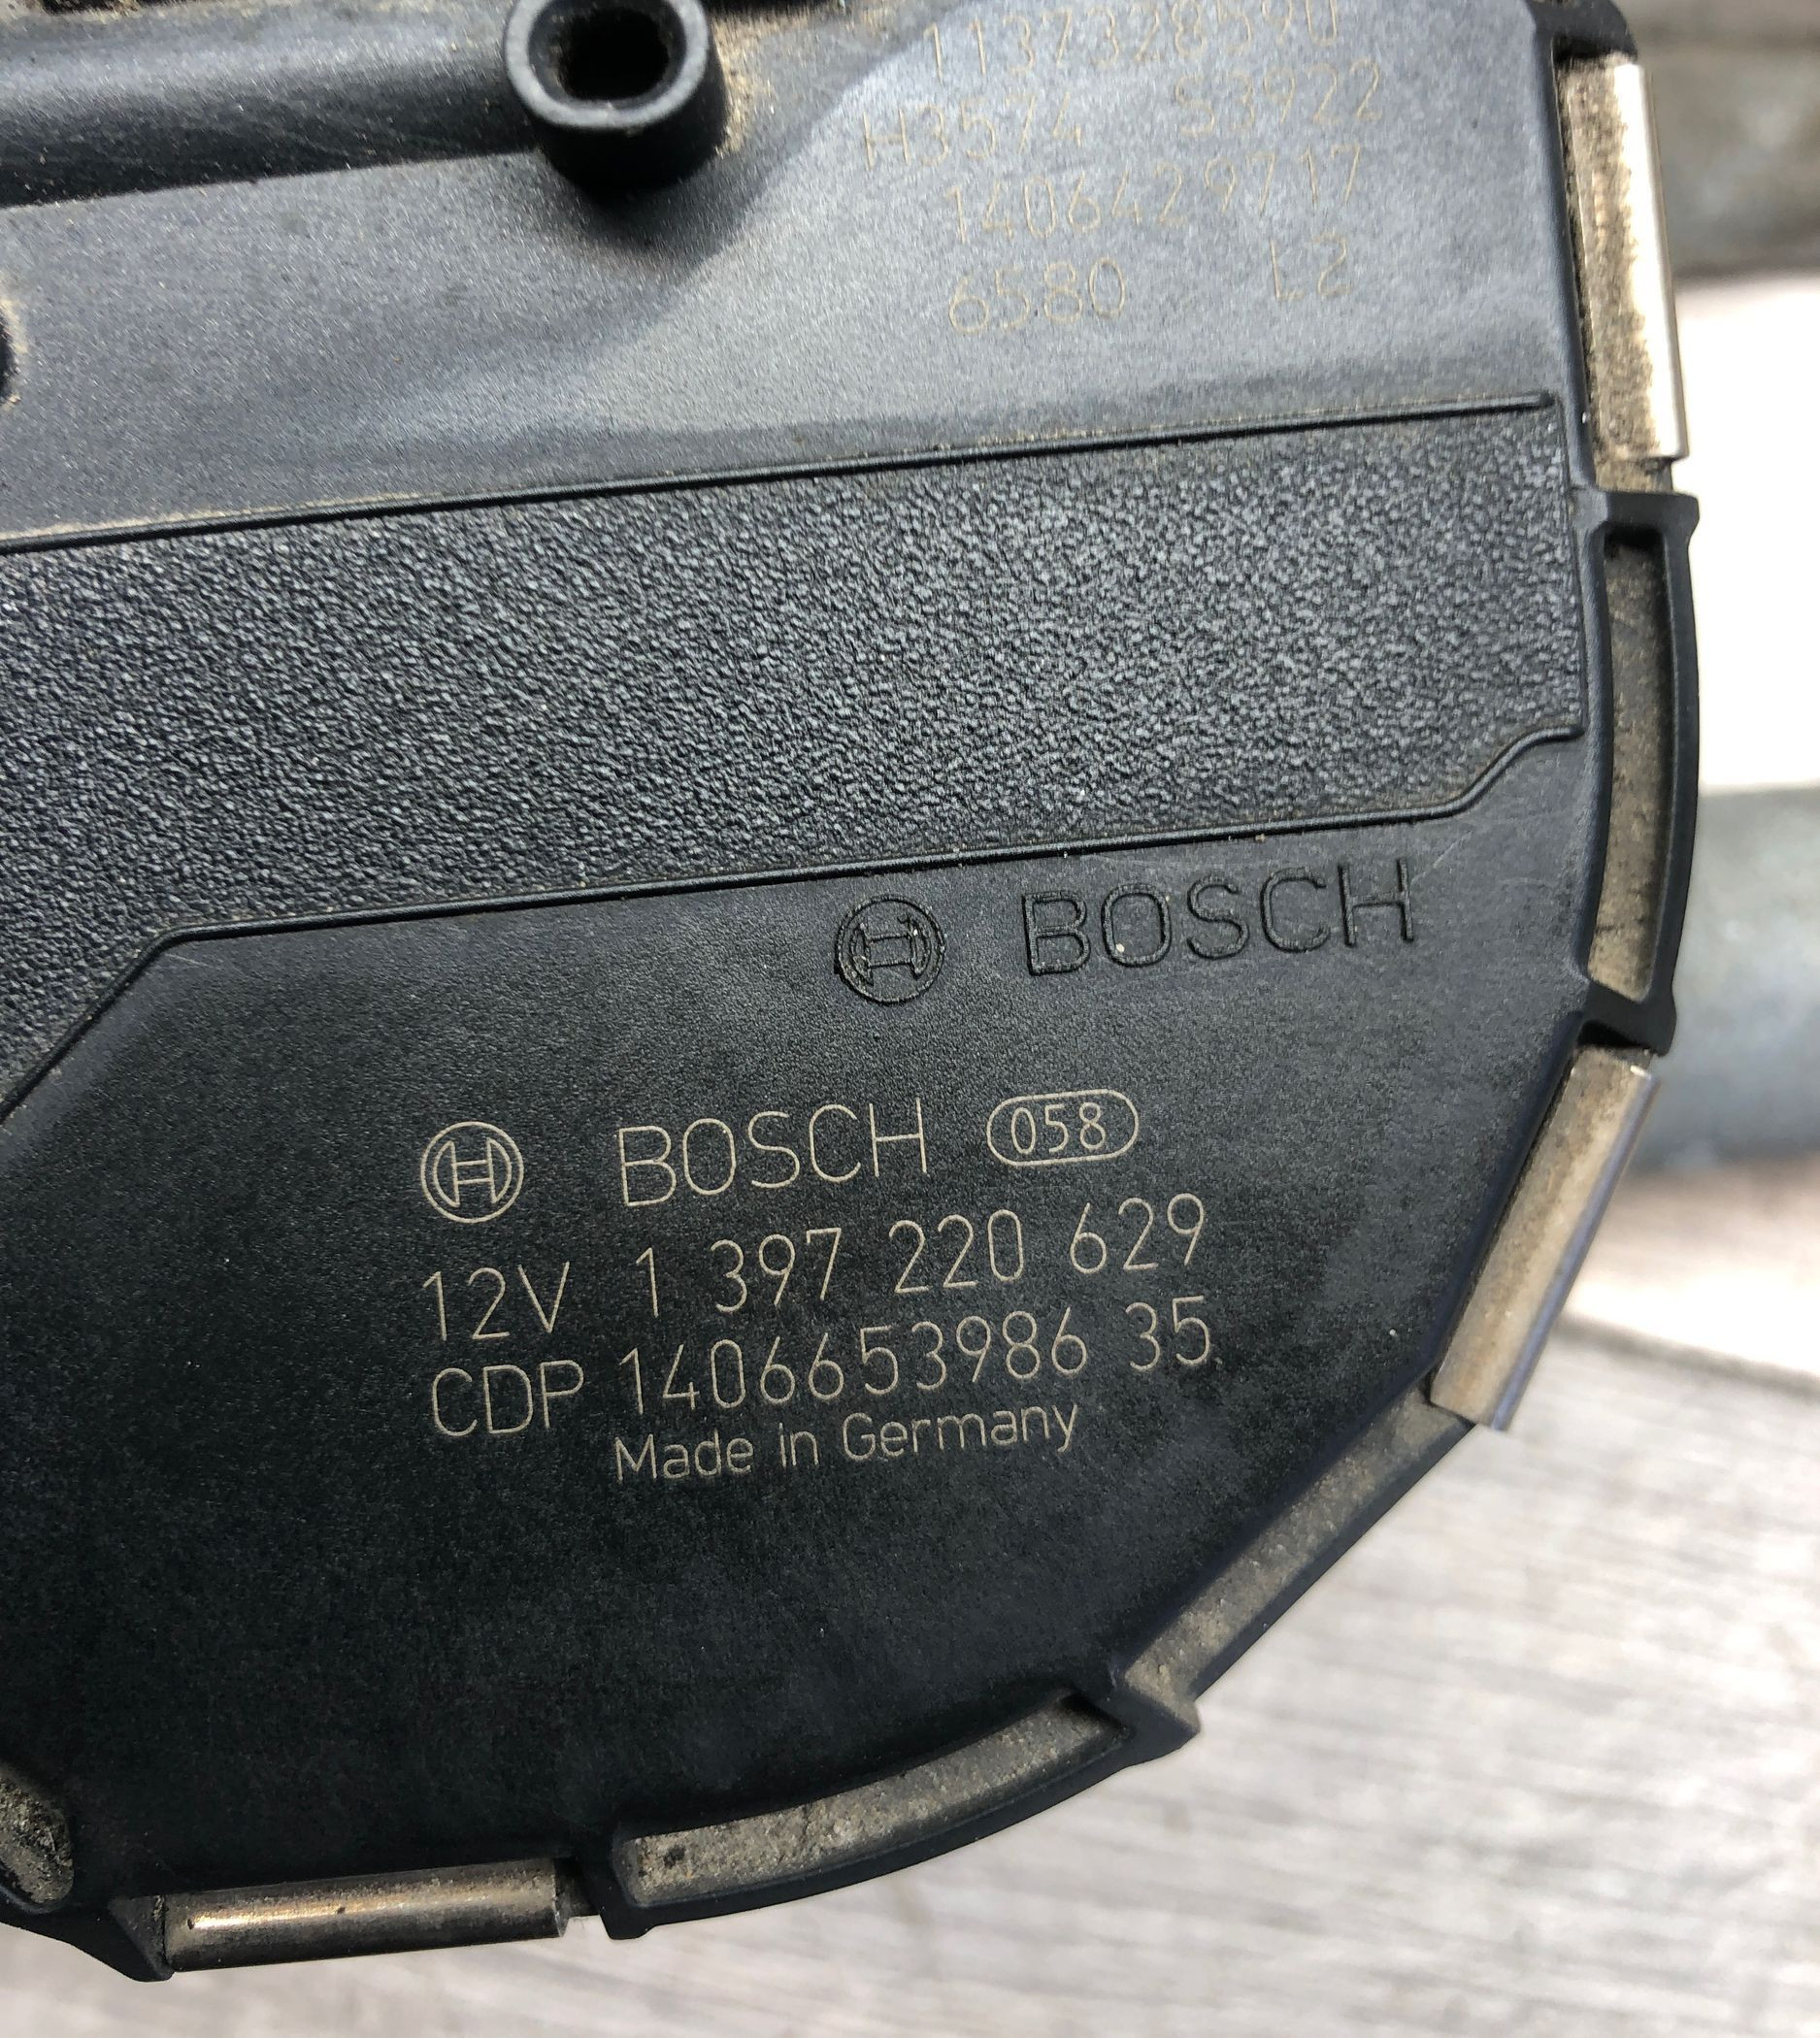 1137328590
H3574 S3922
1406429717
6580 L2
BOSCH
BOSCH 058
12V 1 397 220 629
CDP 1406653986 35
Made in Germany